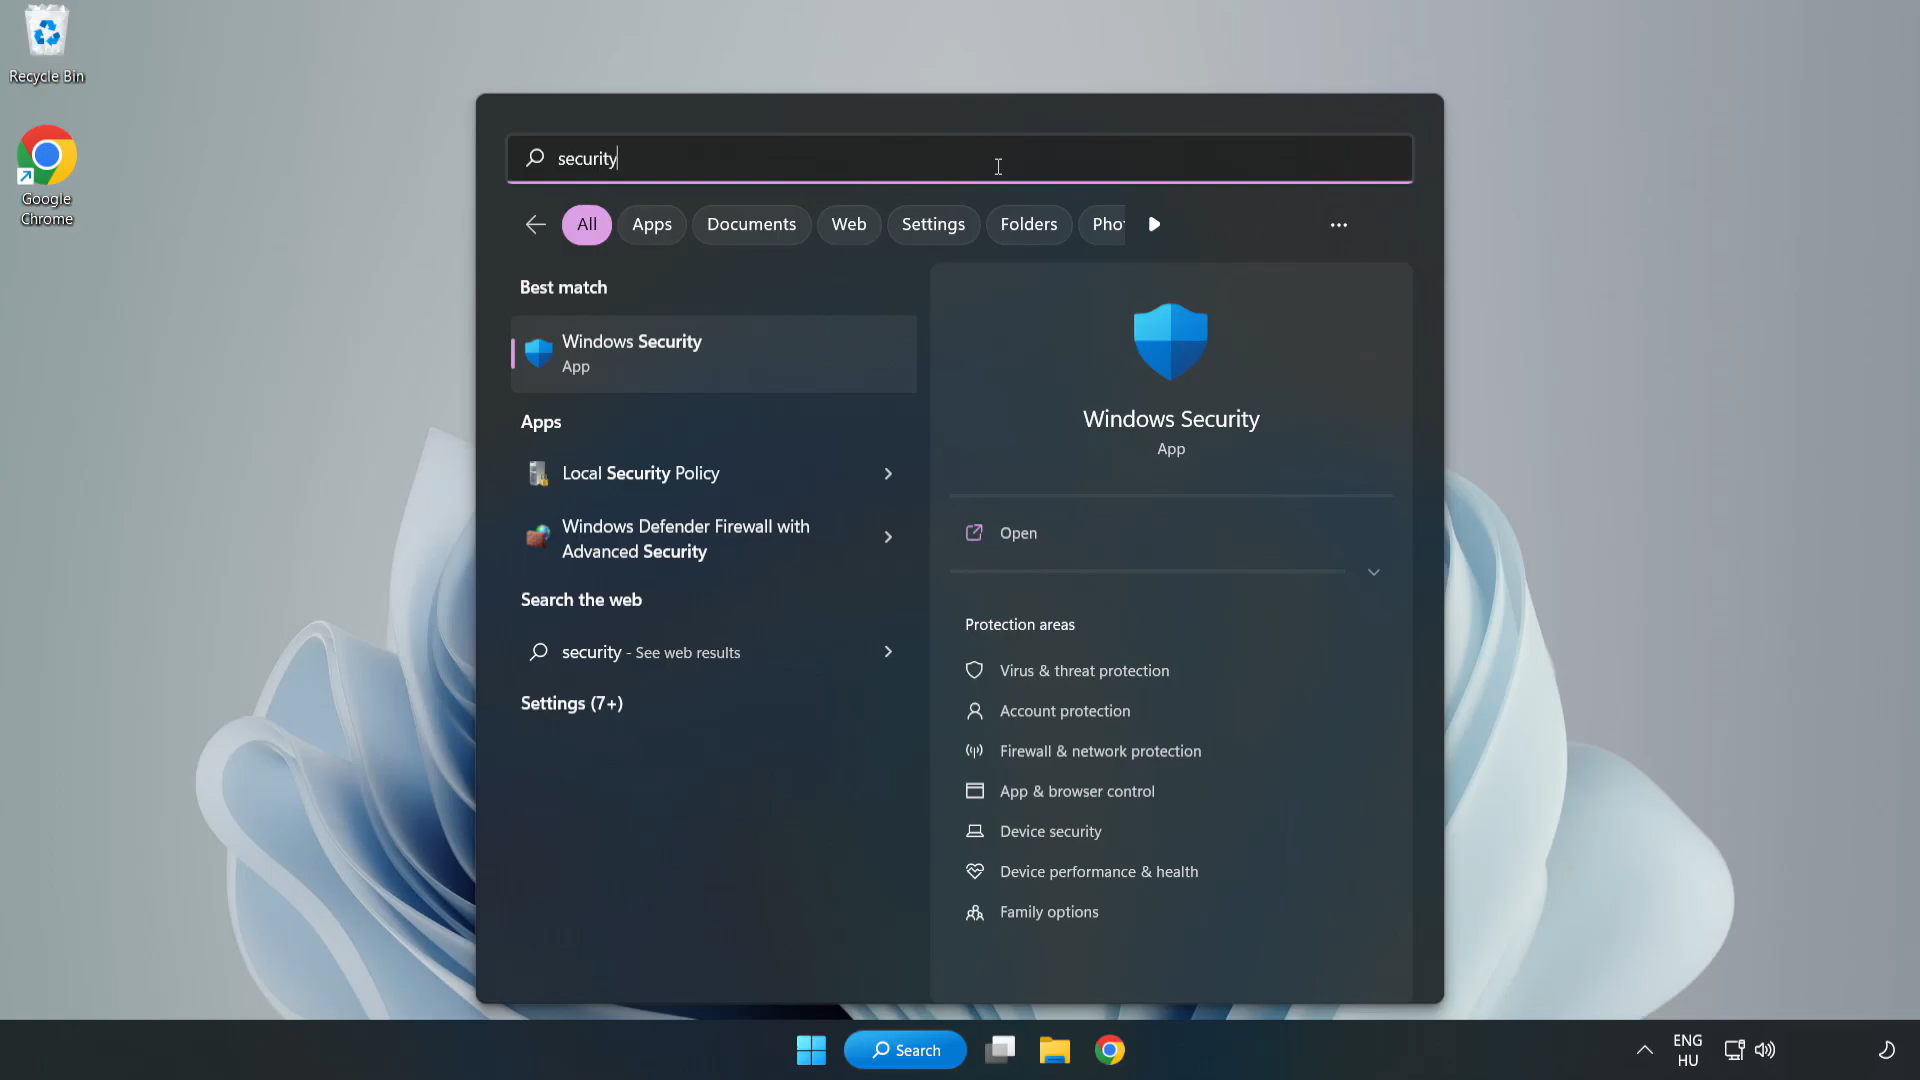 Recycle Bin
Google
Chrome
security
All
Apps
Documents
Web
Settings
Folders
Pho
Best match
Windows Security
App
Apps
Local Security Policy
Windows Defender Firewall with
Advanced Security
Search the web
security - See web results
Settings (7+)
Windows Security
App
Open
Protection areas
Virus & threat protection
Account protection
Firewall & network protection
App & browser control
Device security
Device performance & health
Family options
Search
ENG
HU